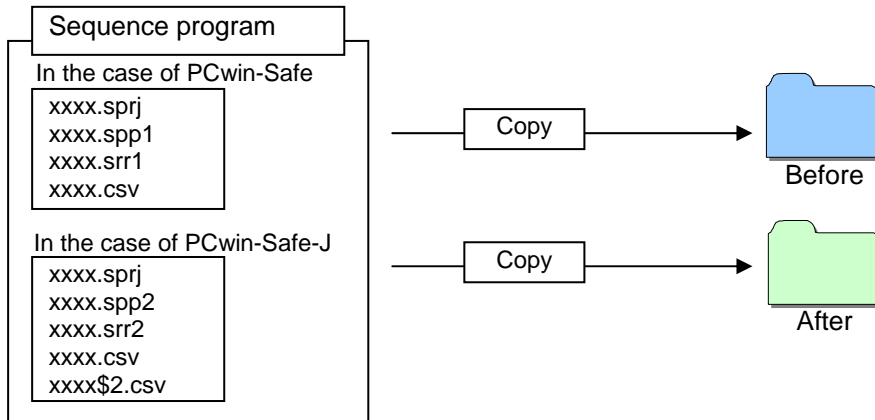 Sequence program
In the case of PCwin-Safe
xxxx.sprj
xxxx.spp1
xxxx.srr1
xxxx.csv
In the case of PCwin-Safe-J
xxxx.sprj
xxxx.spp2
xxxx.srr2
xxxx.csv
xxxx$2.csv
Copy
Before
Copy
After